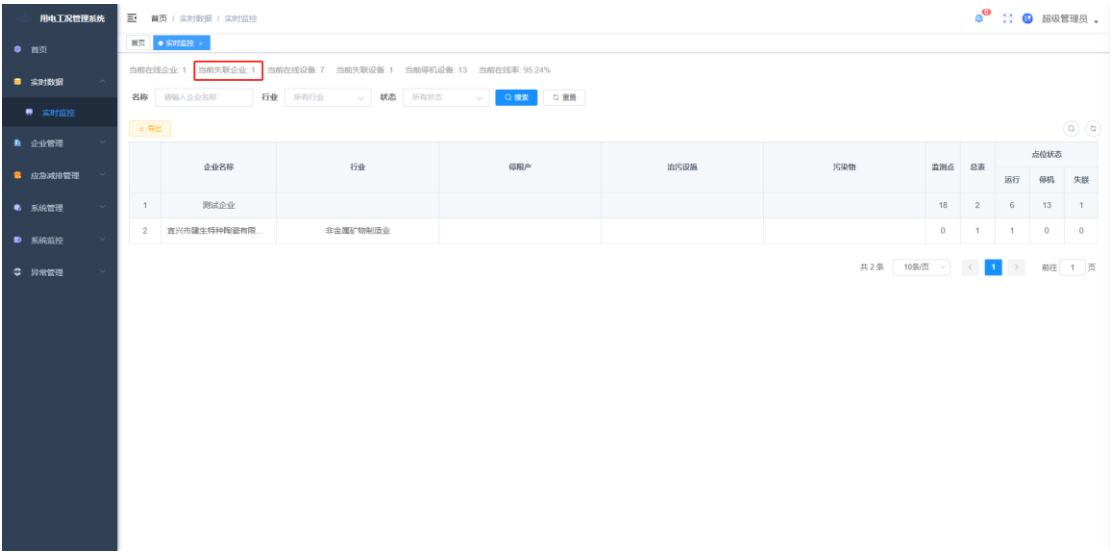 用电工况管理系统
首页 / 实时数据 / 实时监控
0
超级管理员
首页
实时数据
实时监控
企业管理
应急减排管理
系统管理
系统监控
异常管理
首页 实时监控 ×
当前在线企业: 1 当前失联企业: 1 当前在线设备: 7 当前失联设备: 1 当前停机设备: 13 当前在线率: 95.24%
名称 请输入企业名称 行业 所有行业 状态 所有状态 搜索 重置
导出
企业名称 行业 停限产 治污设施 污染物 监测点 总表 点位状态
运行 停机 失联
1 测试企业 18 2 6 13 1
2 宜兴市健生特种陶瓷有限... 非金属矿物制造业 0 1 1 0 0
共 2 条 10条/页 < 1 > 前往 1 页